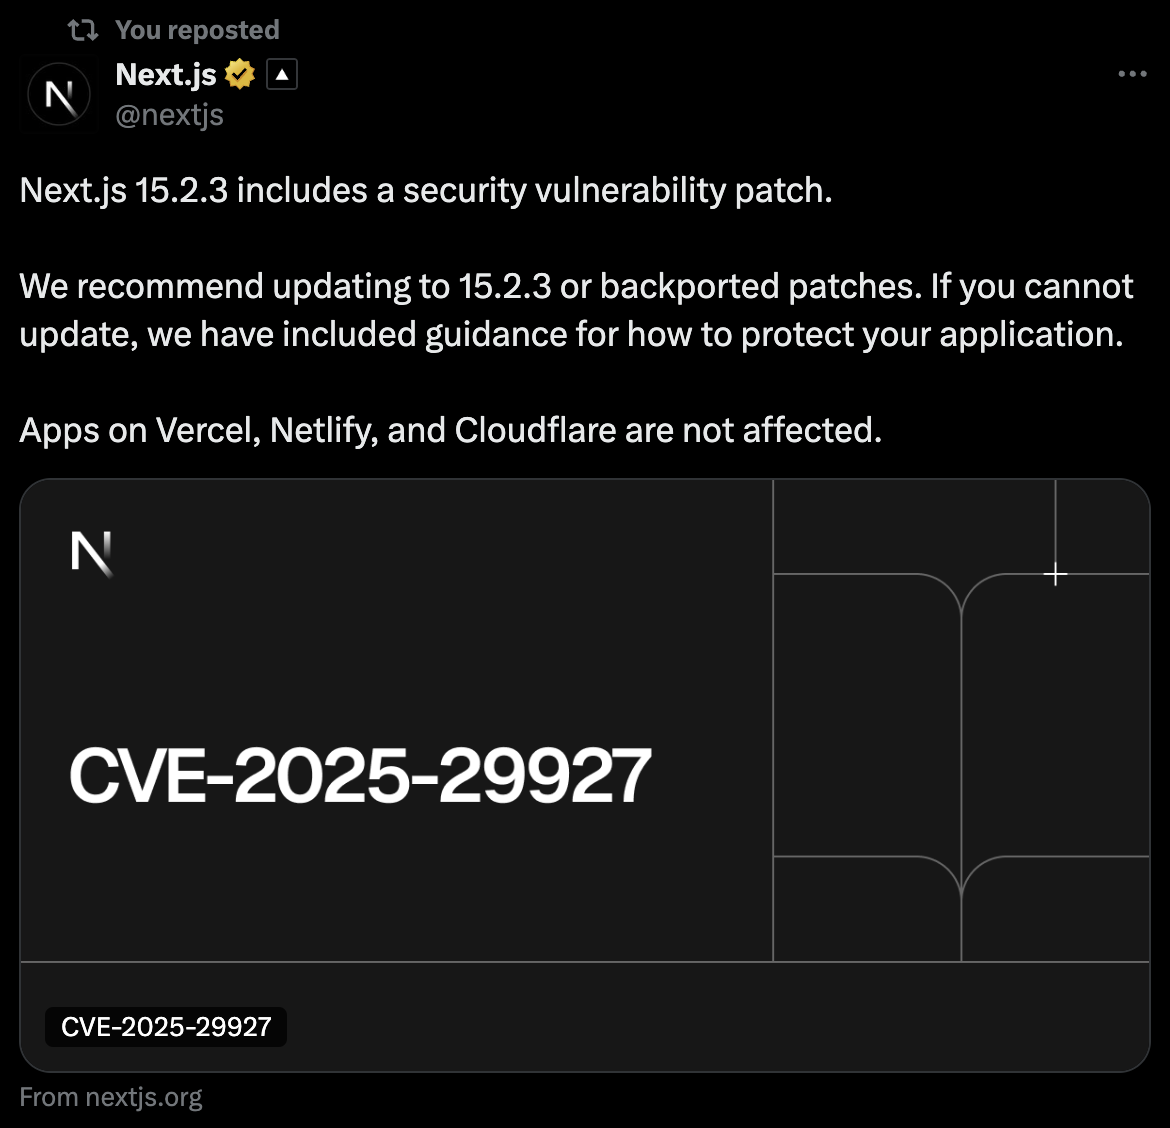 You reposted
Next.js
@nextjs
Next.js 15.2.3 includes a security vulnerability patch.
We recommend updating to 15.2.3 or backported patches. If you cannot
update, we have included guidance for how to protect your application.
Apps on Vercel, Netlify, and Cloudflare are not affected.
N
CVE-2025-29927
CVE-2025-29927
From nextjs.org